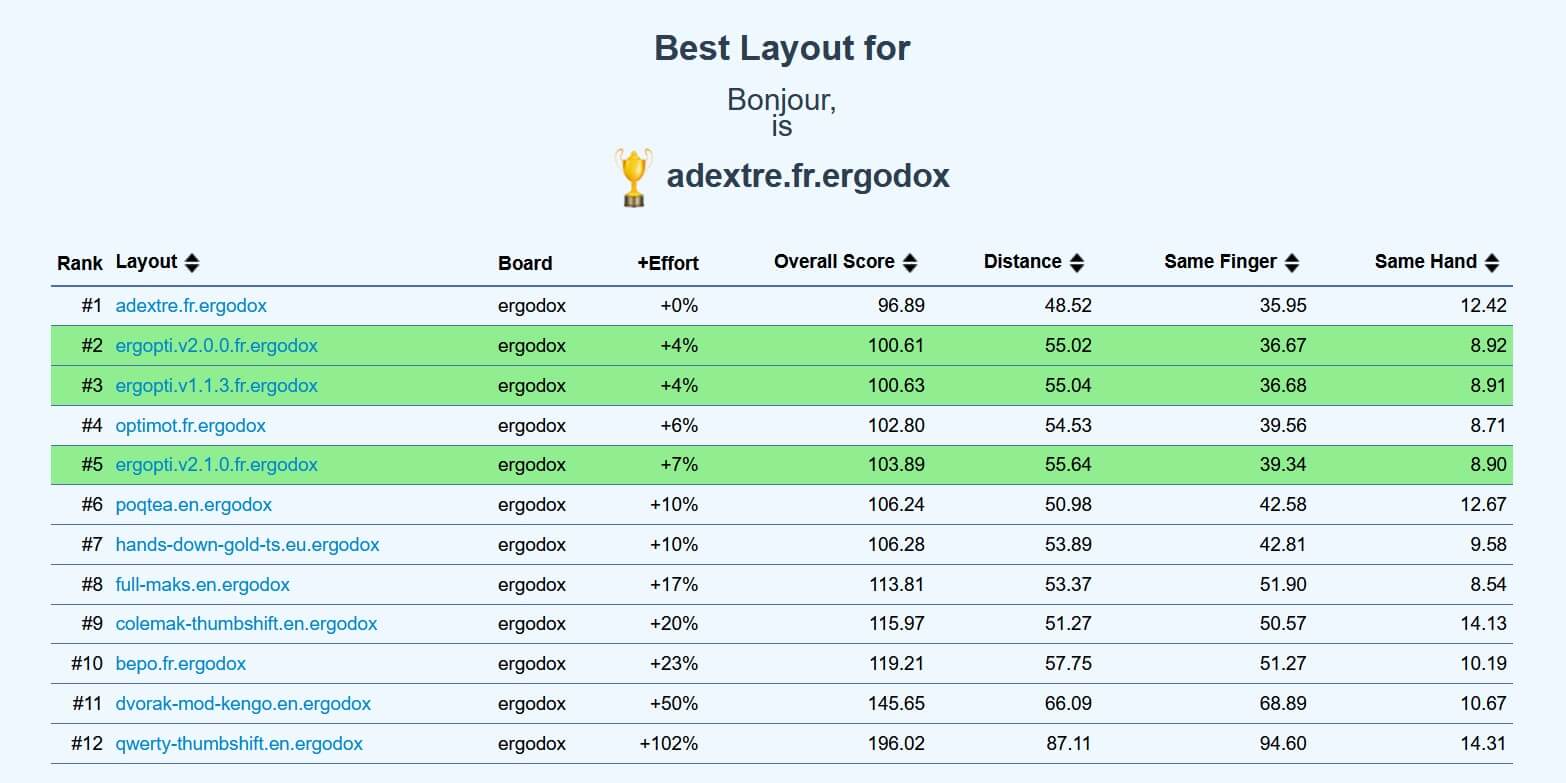 Best Layout for
Bonjour,
is
adextre.fr.ergodox
Rank Layout Board +Effort Overall Score Distance Same Finger Same Hand
#1 adextre.fr.ergodox ergodox +0% 96.89 48.52 35.95 12.42
#2 ergopti.v2.0.0.fr.ergodox ergodox +4% 100.61 55.02 36.67 8.92
#3 ergopti.v1.1.3.fr.ergodox ergodox +4% 100.63 55.04 36.68 8.91
#4 optimot.fr.ergodox ergodox +6% 102.80 54.53 39.56 8.71
#5 ergopti.v2.1.0.fr.ergodox ergodox +7% 103.89 55.64 39.34 8.90
#6 poqtea.en.ergodox ergodox +10% 106.24 50.98 42.58 12.67
#7 hands-down-gold-ts.eu.ergodox ergodox +10% 106.28 53.89 42.81 9.58
#8 full-maks.en.ergodox ergodox +17% 113.81 53.37 51.90 8.54
#9 colemak-thumbshift.en.ergodox ergodox +20% 115.97 51.27 50.57 14.13
#10 bepo.fr.ergodox ergodox +23% 119.21 57.75 51.27 10.19
#11 dvorak-mod-kengo.en.ergodox ergodox +50% 145.65 66.09 68.89 10.67
#12 qwerty-thumbshift.en.ergodox ergodox +102% 196.02 87.11 94.60 14.31